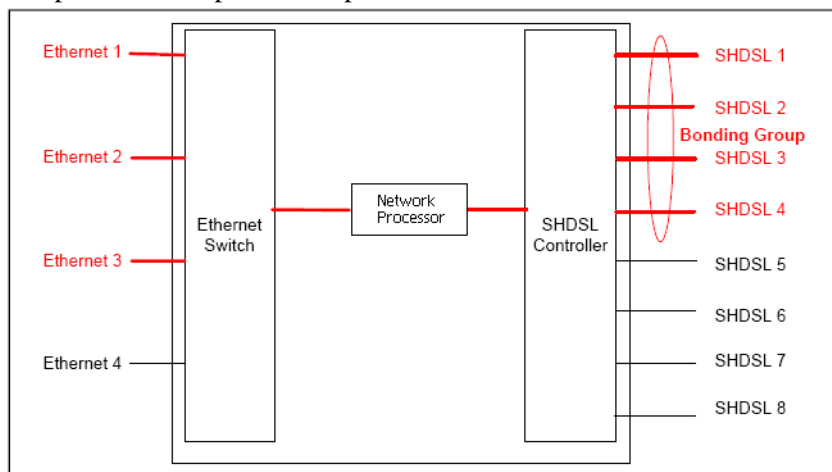 Ethernet 1
Ethernet 2
Ethernet 3
Ethernet 4
Ethernet
Switch
Network
Processor
SHDSL
Controller
SHDSL 1
SHDSL 2
Bonding Group
SHDSL 3
SHDSL 4
SHDSL 5
SHDSL 6
SHDSL 7
SHDSL 8